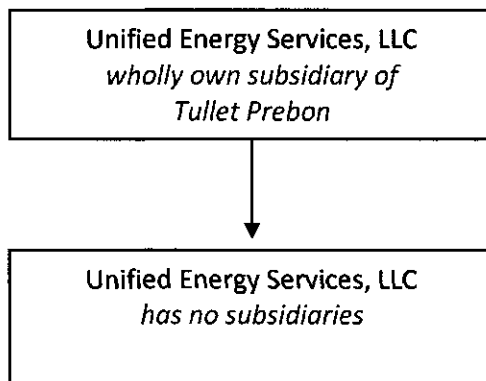 Unified Energy Services, LLC
wholly own subsidiary of
Tullet Prebon
Unified Energy Services, LLC
has no subsidiaries